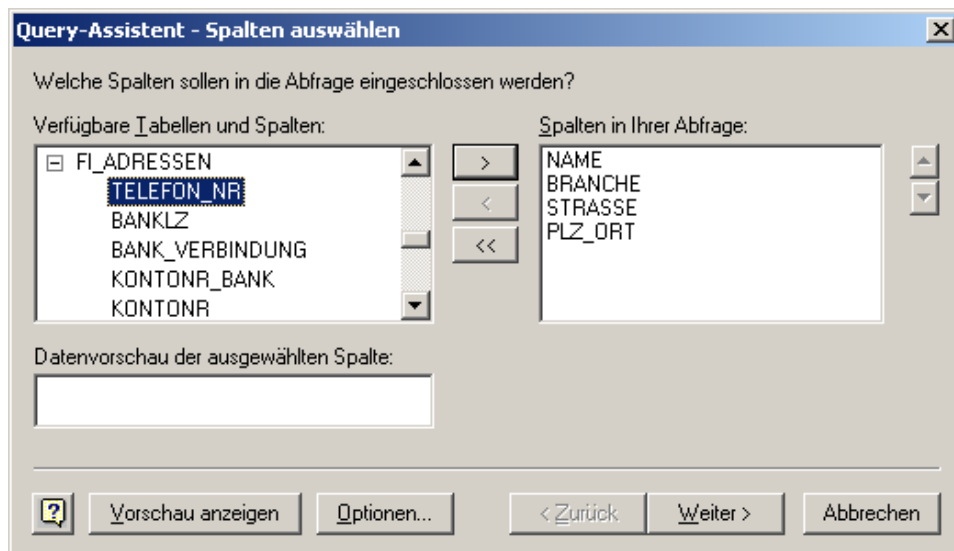 Query-Assistent - Spalten auswählen
Welche Spalten sollen in die Abfrage eingeschlossen werden?
Verfügbare Tabellen und Spalten:
FI_ADRESSEN
TELEFON_NR
BANKLZ
BANK_VERBINDUNG
KONTONR_BANK
KONTONR
>
<
<<
Spalten in Ihrer Abfrage:
NAME
BRANCHE
STRASSE
PLZ_ORT
Datenvorschau der ausgewählten Spalte:
?
Vorschau anzeigen
Optionen...
< Zurück
Weiter >
Abbrechen